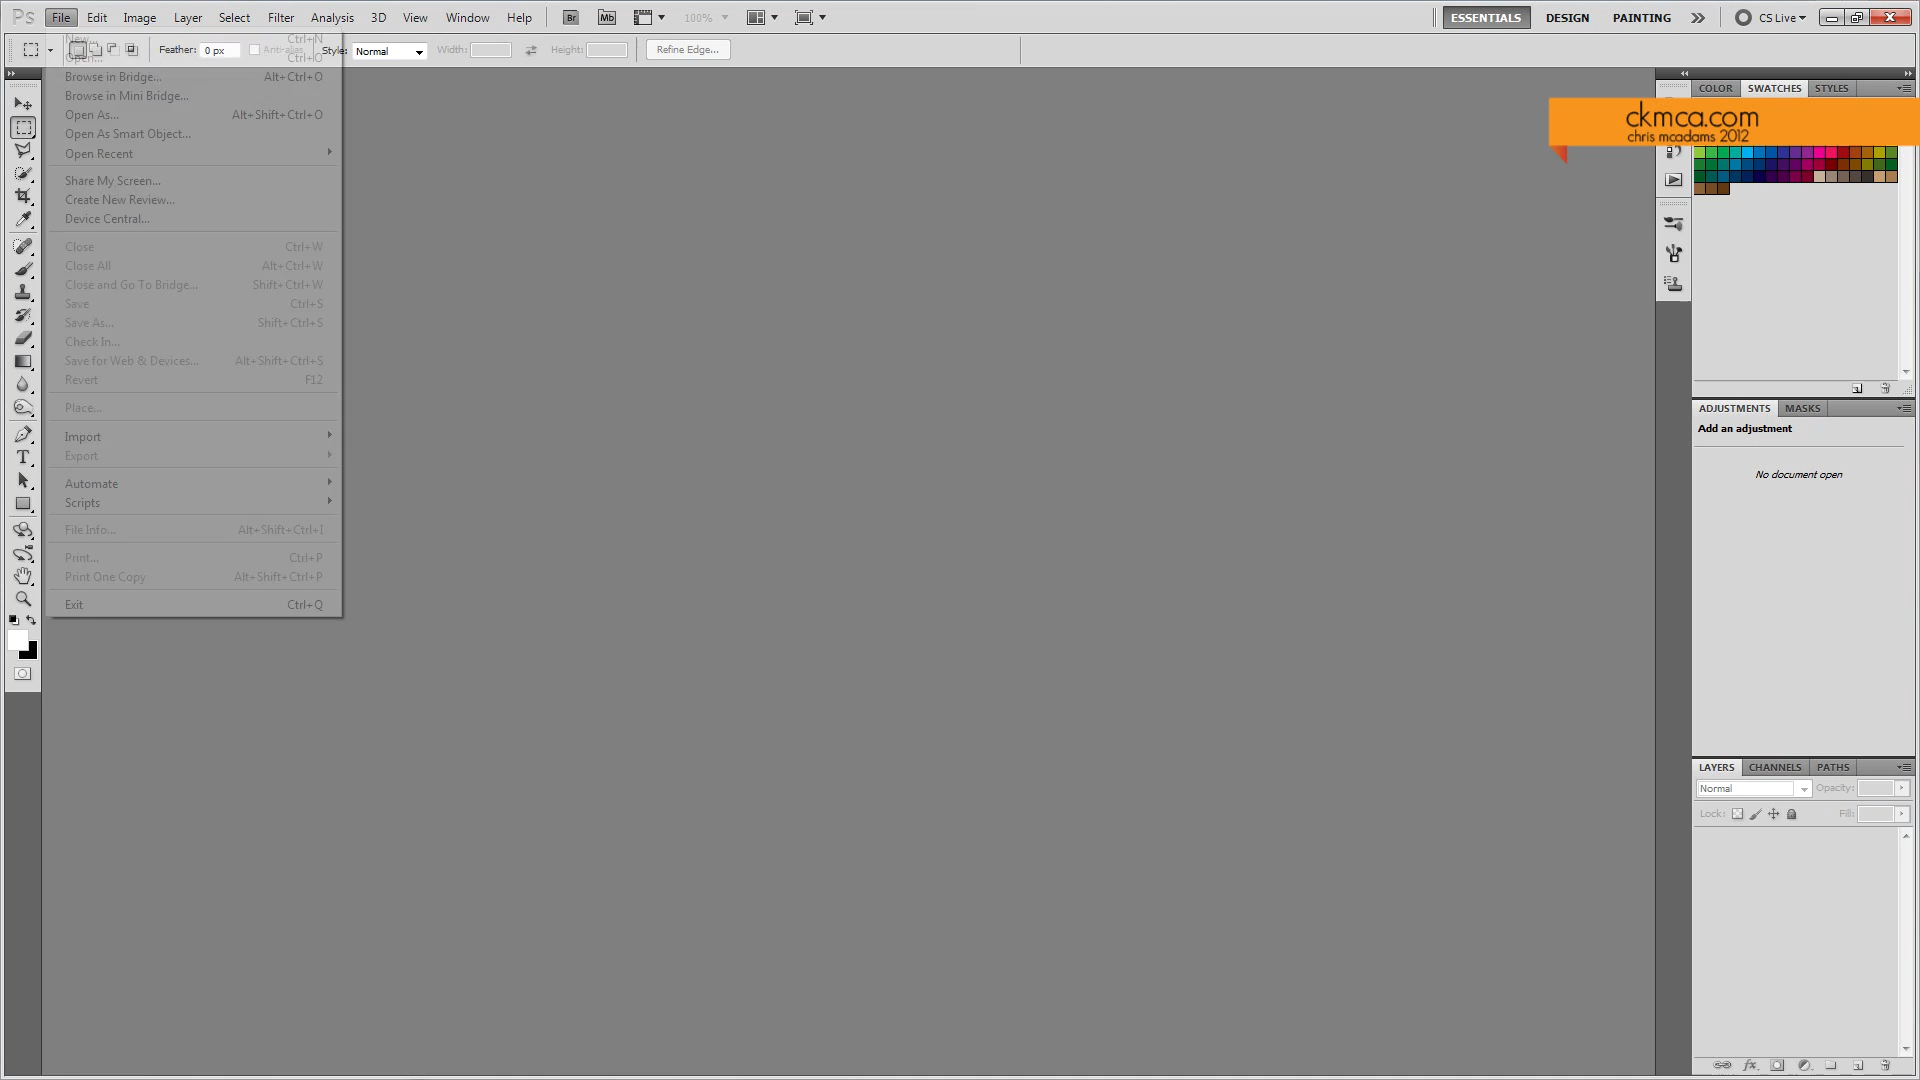 Ps File Edit Image Layer Select Filter Analysis 3D View Window Help Br Mb 100% ESSENTIALS DESIGN PAINTING CS Live
Feather: 0 px Anti-alias Style: Normal Width: Height: Refine Edge...
New... Ctrl+N
Open... Ctrl+O
Browse in Bridge... Alt+Ctrl+O
Browse in Mini Bridge...
Open As... Alt+Shift+Ctrl+O
Open As Smart Object...
Open Recent
Share My Screen...
Create New Review...
Device Central...
Close Ctrl+W
Close All Alt+Ctrl+W
Close and Go To Bridge... Shift+Ctrl+W
Save Ctrl+S
Save As... Shift+Ctrl+S
Check In...
Save for Web & Devices... Alt+Shift+Ctrl+S
Revert F12
Place...
Import
Export
Automate
Scripts
File Info... Alt+Shift+Ctrl+I
Print... Ctrl+P
Print One Copy Alt+Shift+Ctrl+P
Exit Ctrl+Q
COLOR SWATCHES STYLES
ckmca.com
chris mcadams 2012
ADJUSTMENTS MASKS
Add an adjustment
No document open
LAYERS CHANNELS PATHS
Normal Opacity:
Lock: Fill: